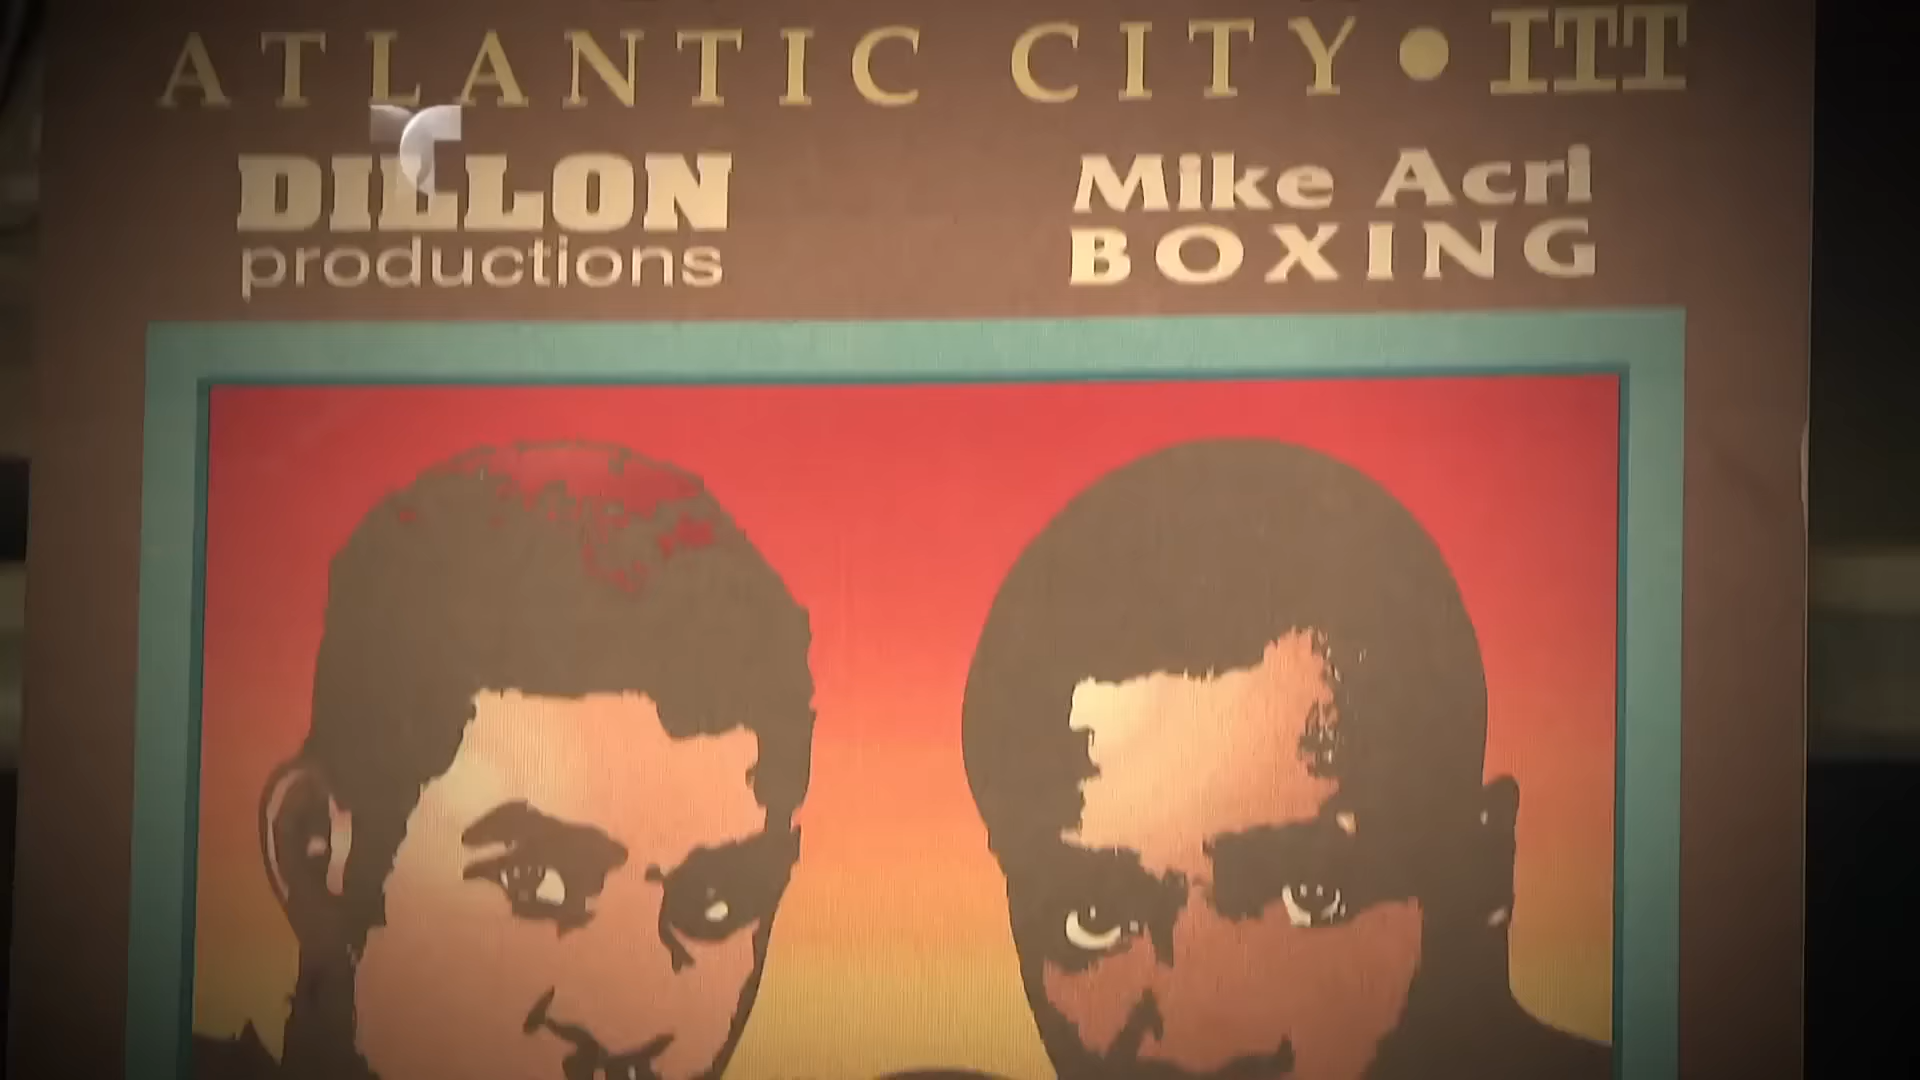 ATLANTIC CITY • ITT
DILLON
productions
Mike Acri
BOXING